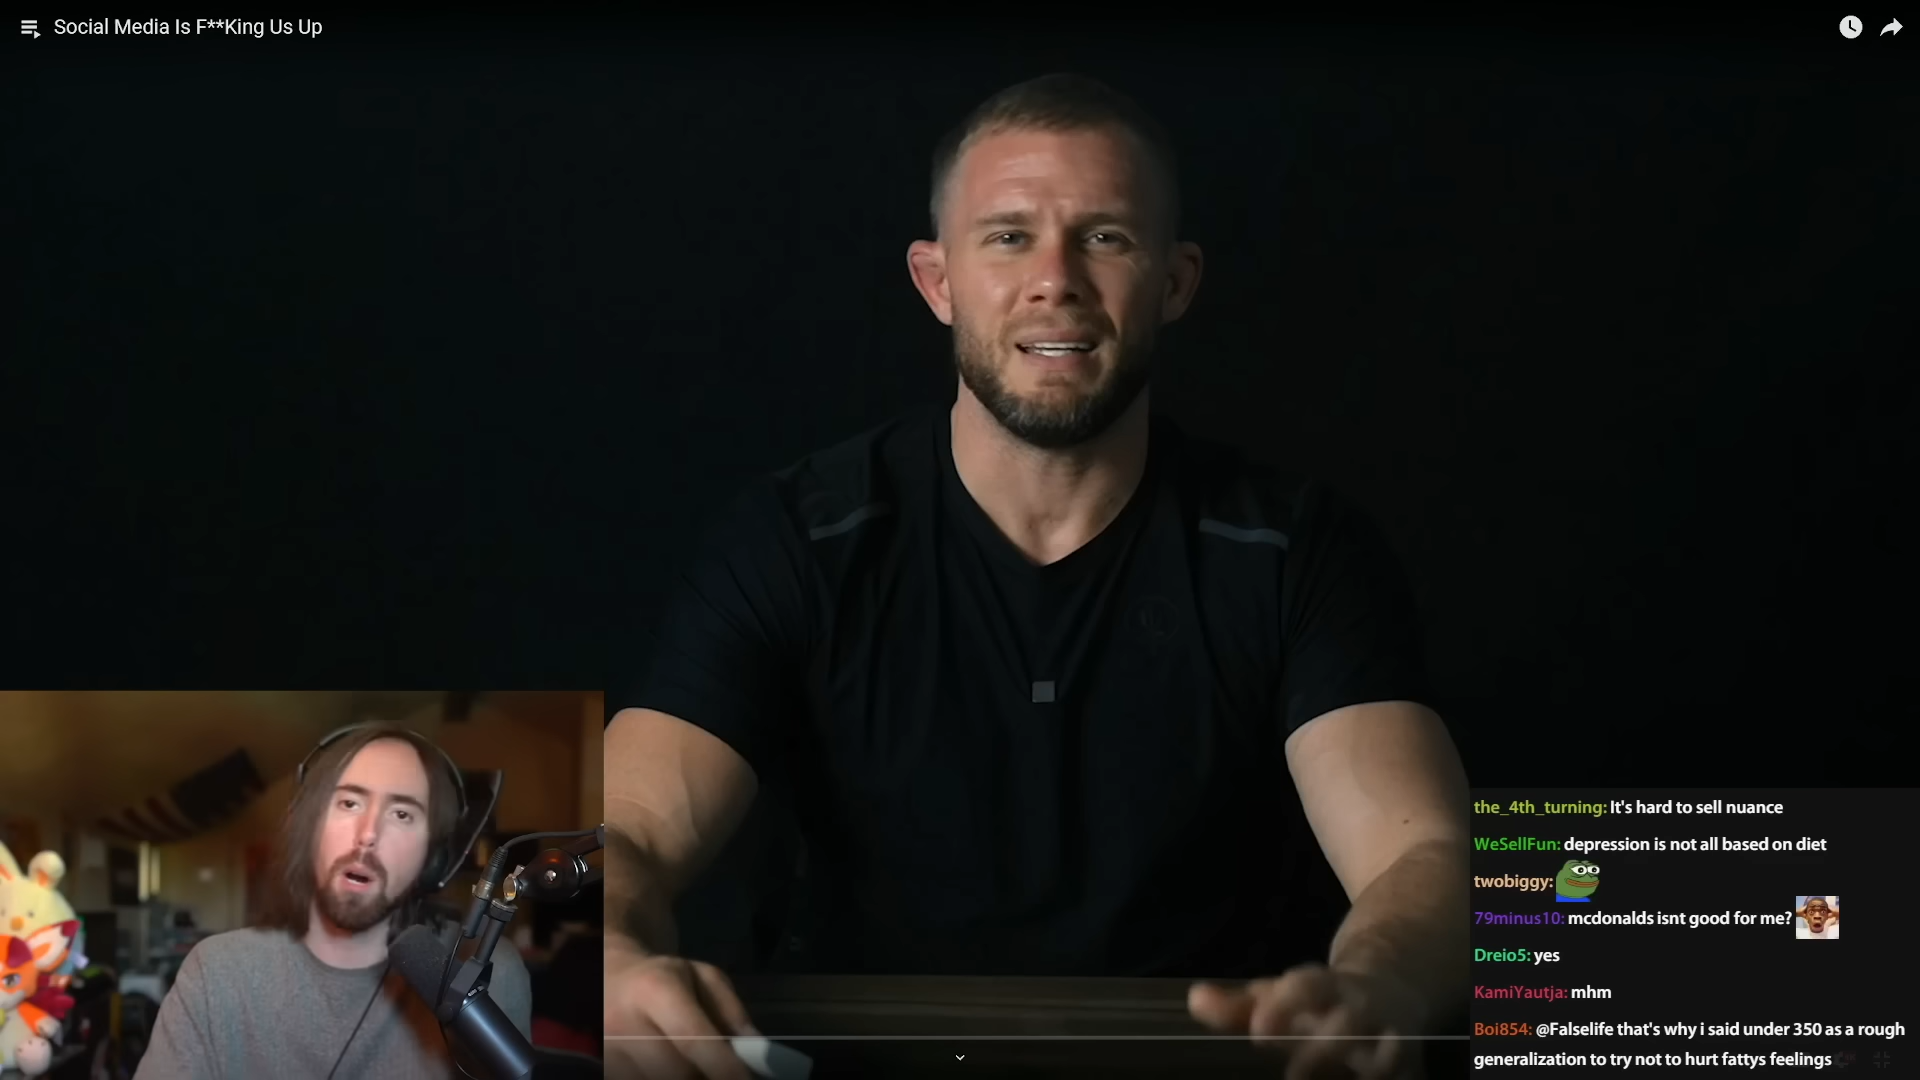 Social Media Is F**King Us Up
the_4th_turning: It's hard to sell nuance
WeSellFun: depression is not all based on diet
twobiggy:
79minus10: mcdonalds isnt good for me?
Dreio5: yes
KamiYautja: mhm
Boi854: @Falselife that's why i said under 350 as a rough
generalization to try not to hurt fattys feelings